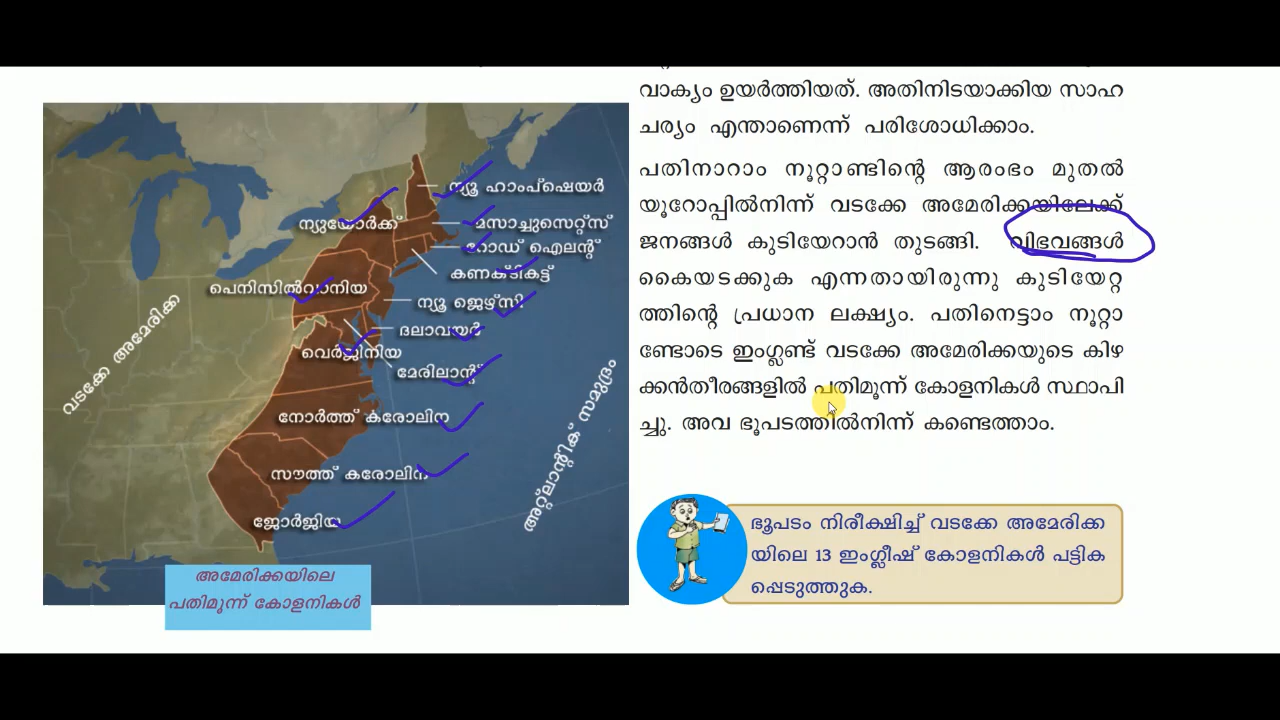 ന്യൂ ഹാംപ്ഷെയർ
ന്യൂയോർക്ക്
മസാച്ചുസെറ്റ്സ്
റോഡ് ഐലന്റ്
കണക്ടികട്ട്
പെനിസിൽവാനിയ
ന്യൂ ജെഴ്സി
ദലാവയർ
വെർജിനിയ
മേരിലാന്റ്
നോർത്ത് കരോലിന
സൗത്ത് കരോലിന
ജോർജിയ
വടക്കേ അമേരിക്ക
അറ്റ്ലാന്റിക് സമുദ്രം
അമേരിക്കയിലെ
പതിമൂന്ന് കോളനികൾ
വാക്യം ഉയർത്തിയത്. അതിനിടയാക്കിയ സാഹ
ചര്യം എന്താണെന്ന് പരിശോധിക്കാം.
പതിനാറാം നൂറ്റാണ്ടിന്റെ ആരംഭം മുതൽ
യൂറോപ്പിൽനിന്ന് വടക്കേ അമേരിക്കയിലേക്ക്
ജനങ്ങൾ കുടിയേറാൻ തുടങ്ങി. വിഭവങ്ങൾ
കൈയടക്കുക എന്നതായിരുന്നു കുടിയേറ്റ
ത്തിന്റെ പ്രധാന ലക്ഷ്യം. പതിനെട്ടാം നൂറ്റാ
ണ്ടോടെ ഇംഗ്ലണ്ട് വടക്കേ അമേരിക്കയുടെ കിഴ
ക്കൻതീരങ്ങളിൽ പതിമൂന്ന് കോളനികൾ സ്ഥാപി
ച്ചു. അവ ഭൂപടത്തിൽനിന്ന് കണ്ടെത്താം.
ഭൂപടം നിരീക്ഷിച്ച് വടക്കേ അമേരിക്ക
യിലെ 13 ഇംഗ്ലീഷ് കോളനികൾ പട്ടിക
പ്പെടുത്തുക.